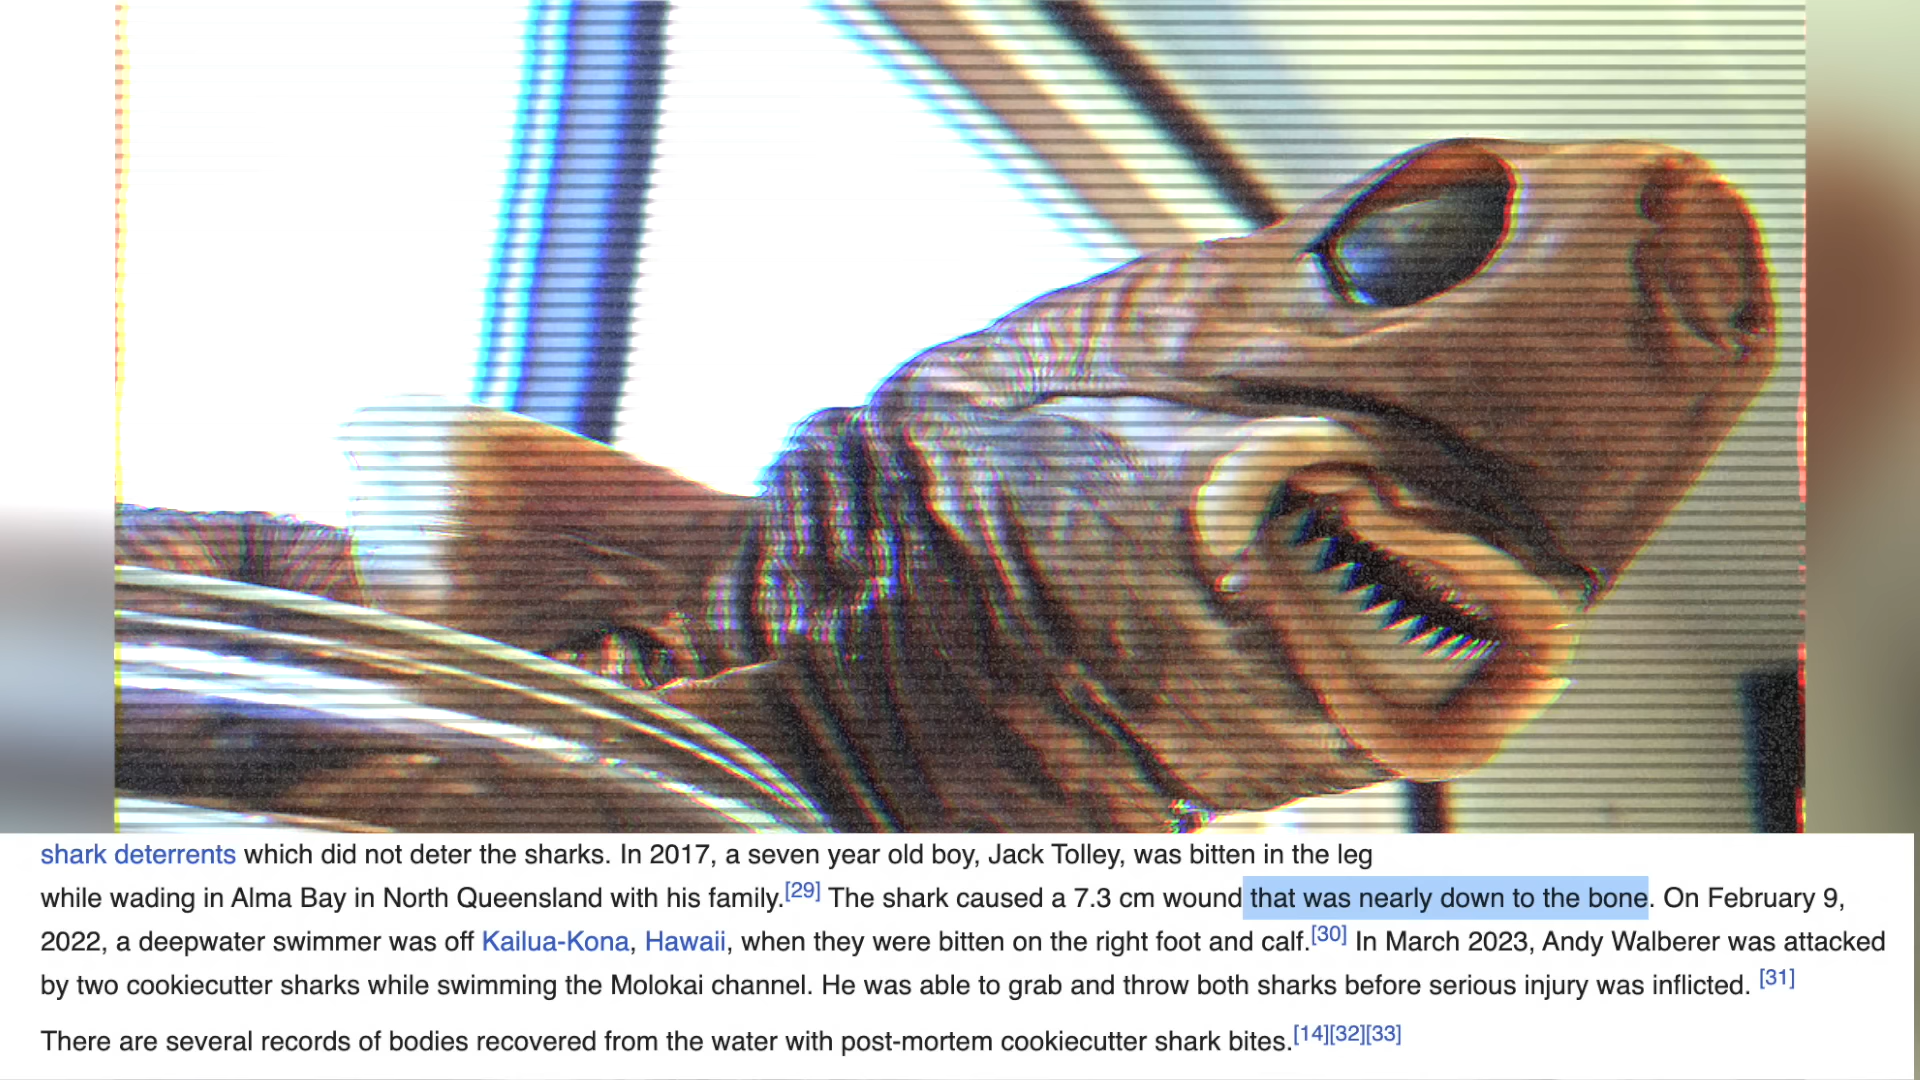 shark deterrents which did not deter the sharks. In 2017, a seven year old boy, Jack Tolley, was bitten in the leg
while wading in Alma Bay in North Queensland with his family.[29] The shark caused a 7.3 cm wound that was nearly down to the bone. On February 9,
2022, a deepwater swimmer was off Kailua-Kona, Hawaii, when they were bitten on the right foot and calf.[30] In March 2023, Andy Walberer was attacked
by two cookiecutter sharks while swimming the Molokai channel. He was able to grab and throw both sharks before serious injury was inflicted. [31]
There are several records of bodies recovered from the water with post-mortem cookiecutter shark bites.[14][32][33]